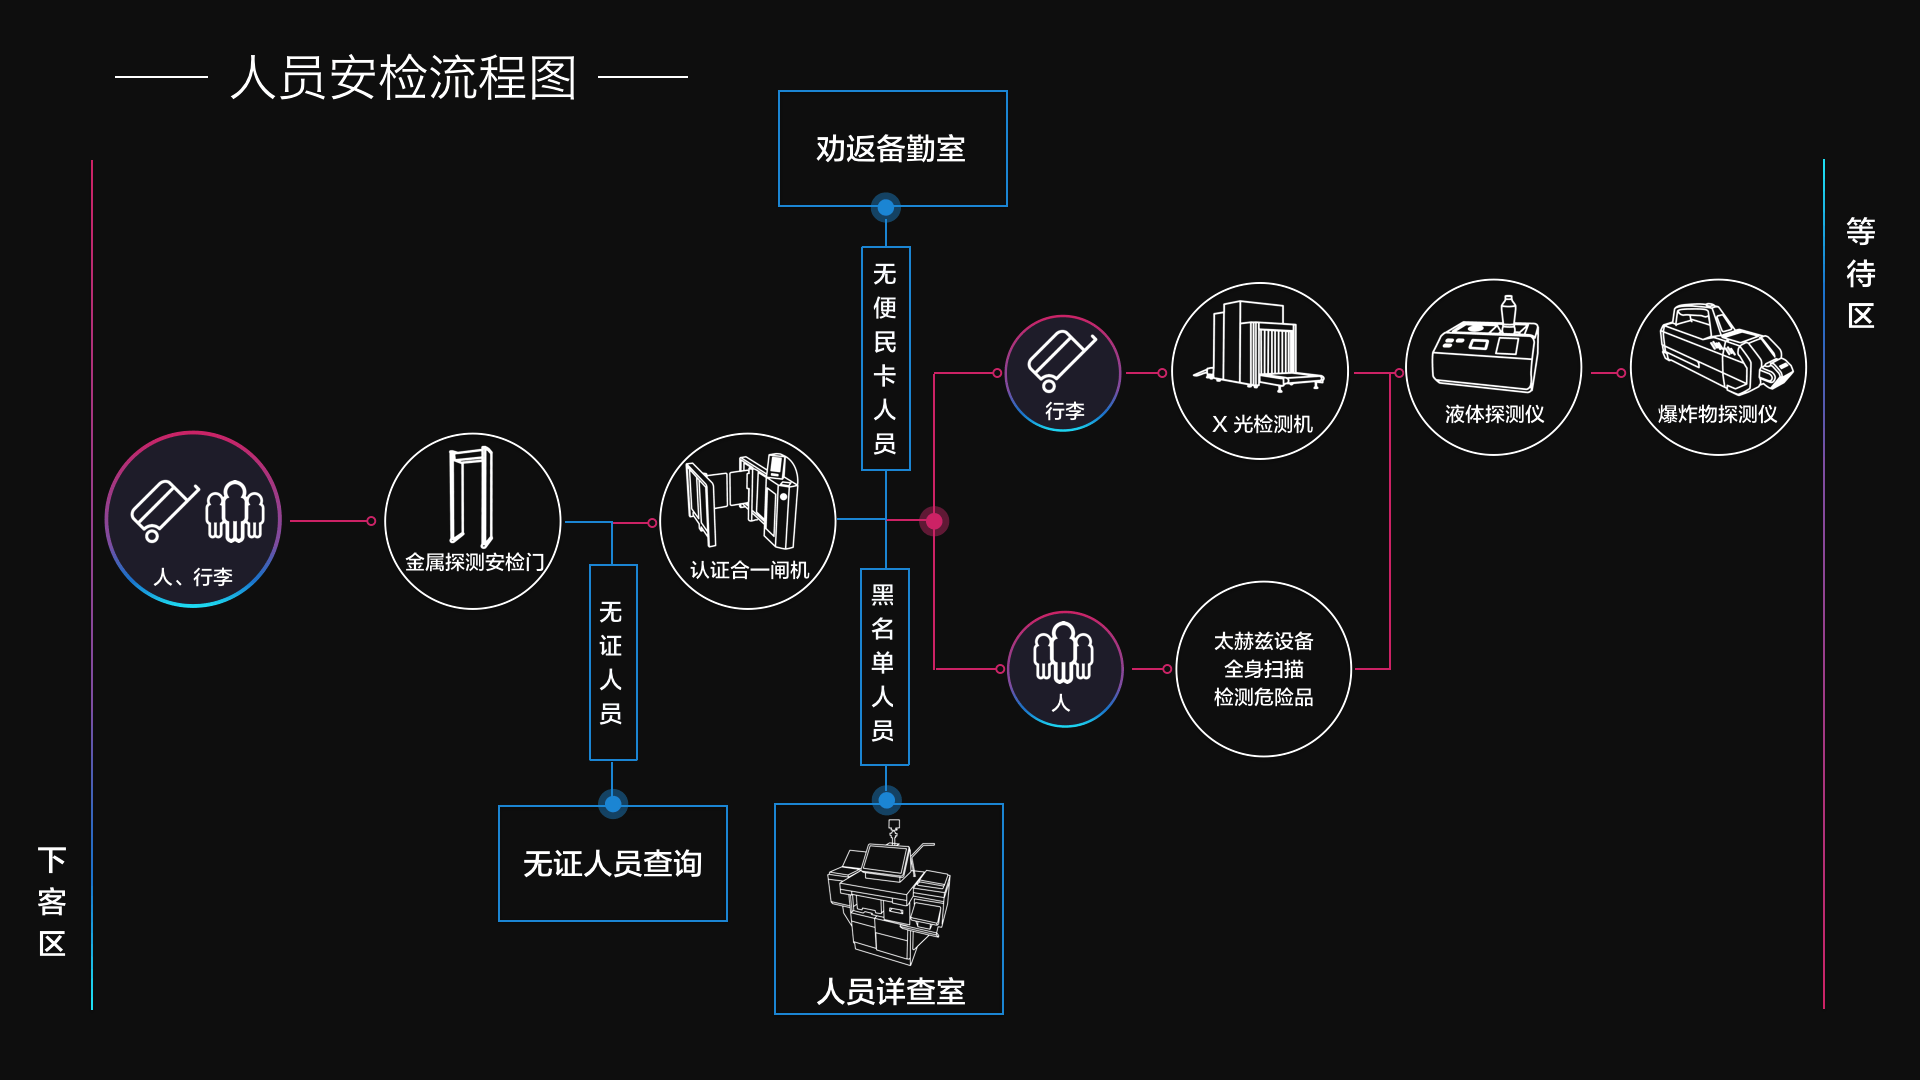 人员安检流程图
下客区
人、行李
金属探测安检门
无证人员
无证人员查询
认证合一闸机
无便民卡人员
劝返备勤室
黑名单人员
人员详查室
行李
X 光检测机
人
太赫兹设备
全身扫描
检测危险品
液体探测仪
爆炸物探测仪
等待区